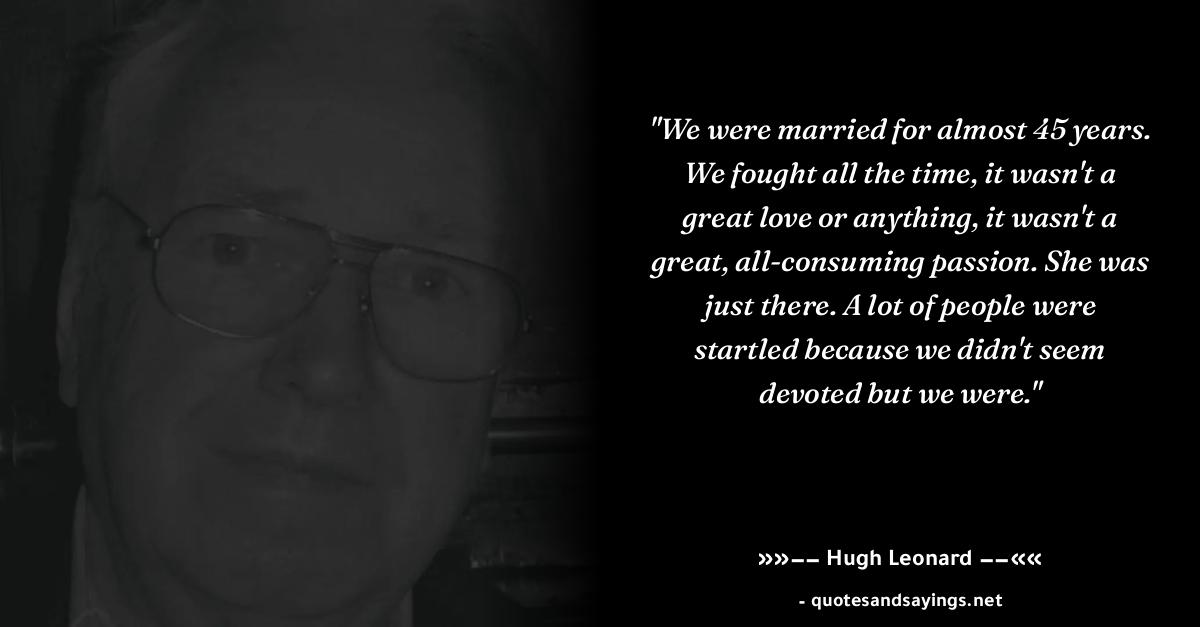 "We were married for almost 45 years.
We fought all the time, it wasn't a
great love or anything, it wasn't a
great, all-consuming passion. She was
just there. A lot of people were
startled because we didn't seem
devoted but we were."
»»–– Hugh Leonard ––««
- quotesandsayings.net